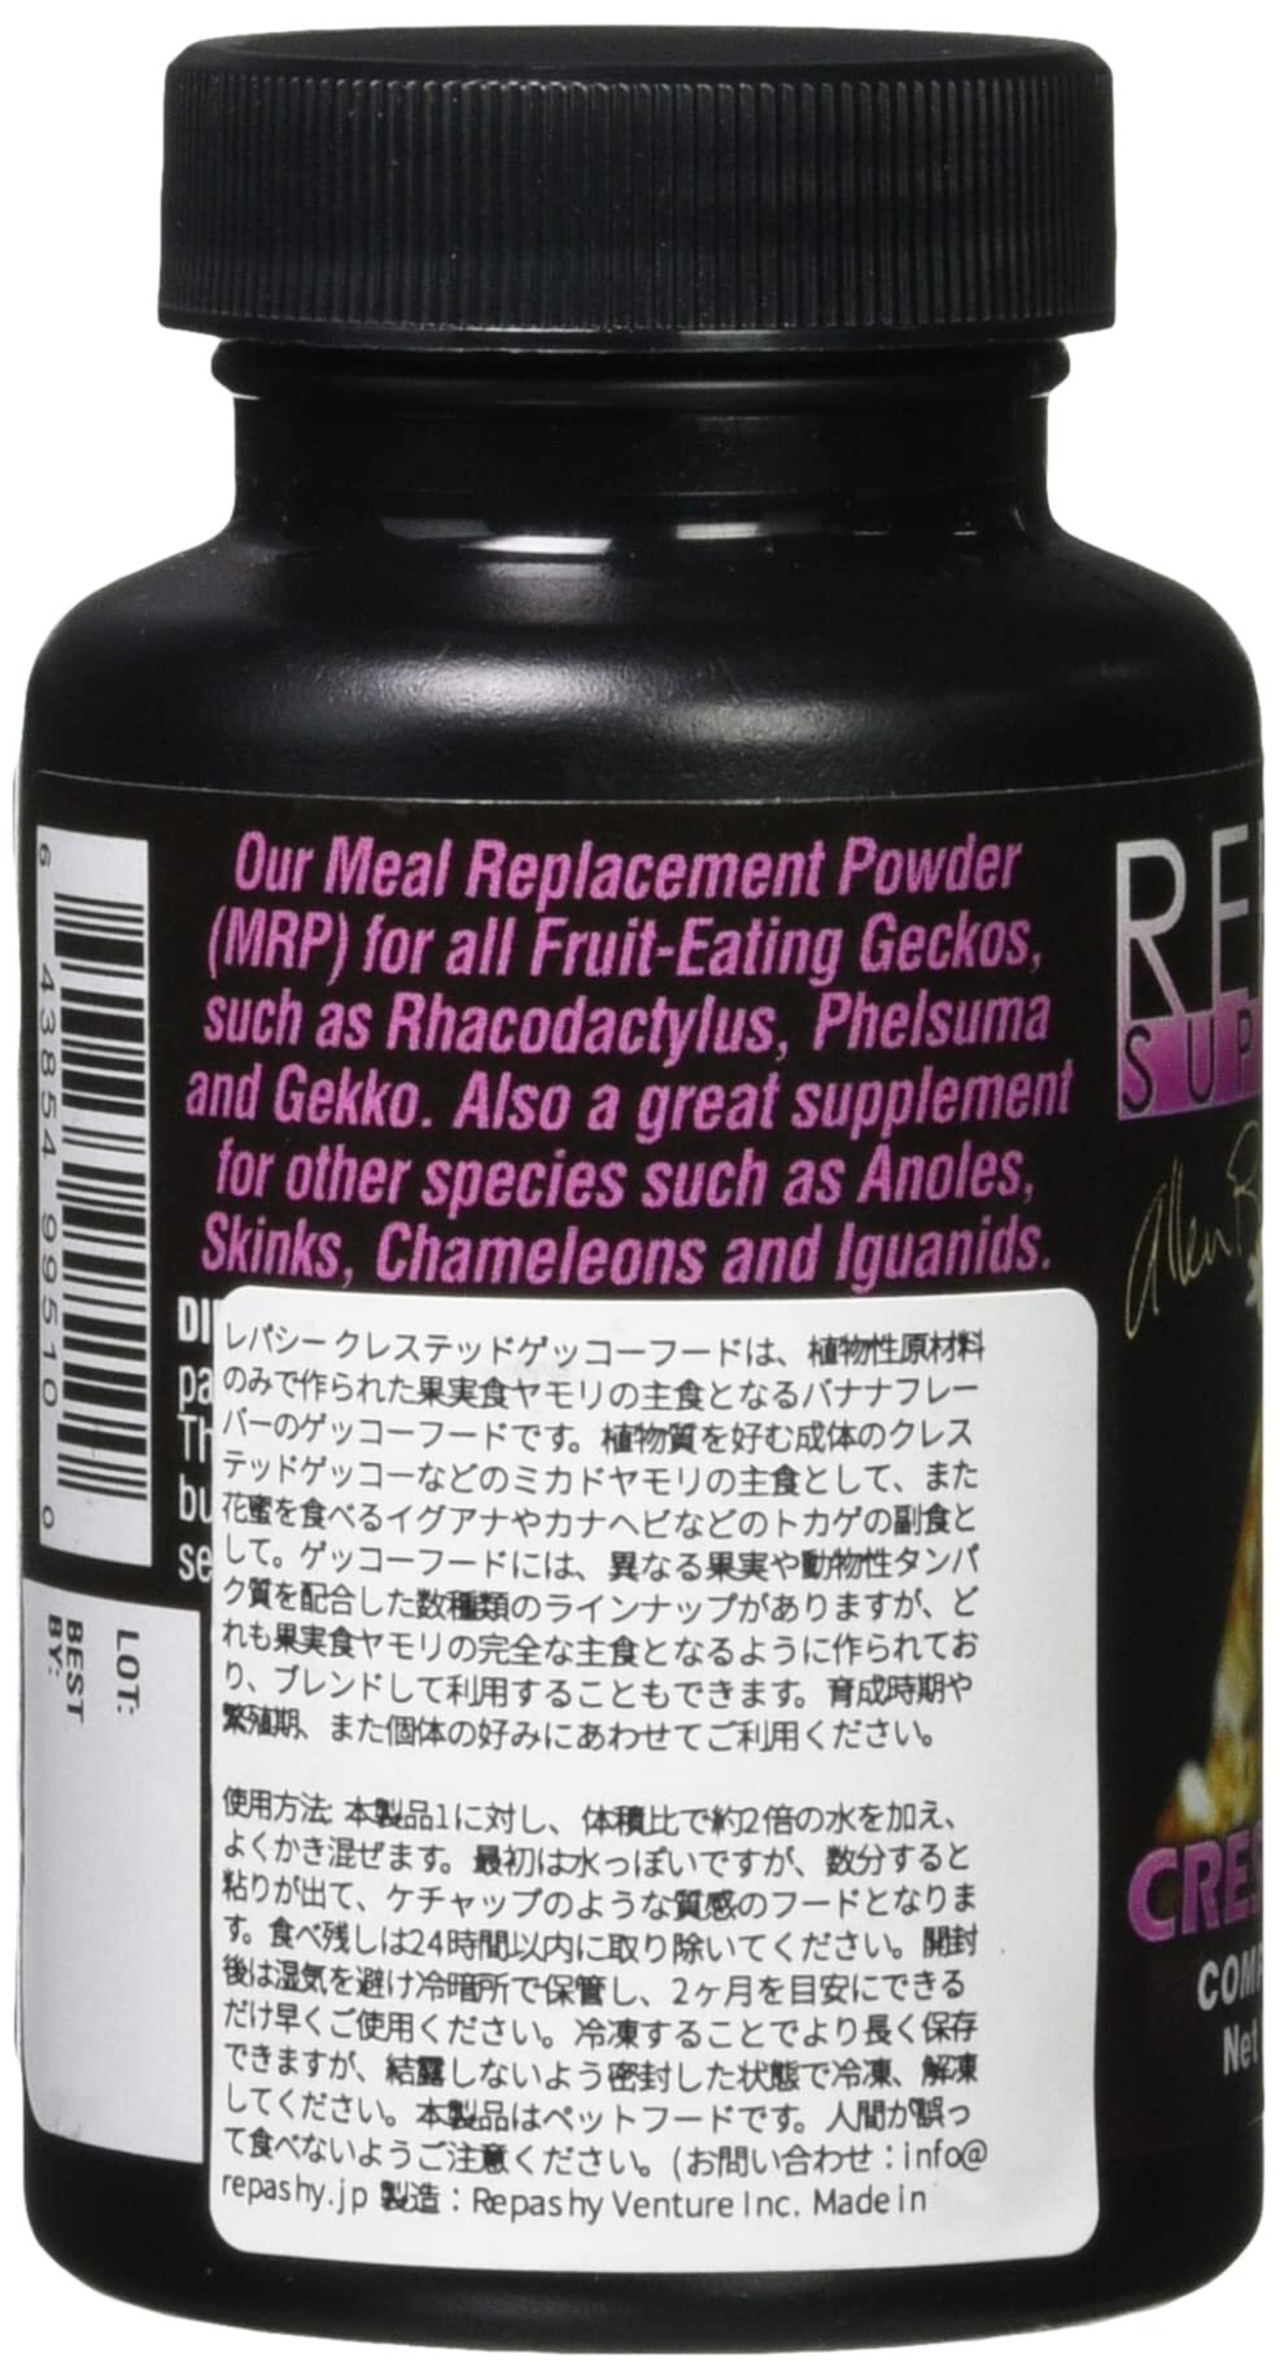 Our Meal Replacement Powder
(MRP) for all Fruit-Eating Geckos,
such as Rhacodactylus, Phelsuma
and Gekko. Also a great supplement
for other species such as Anoles,
Skinks, Chameleons and Iguanids.
レパシー クレステッドゲッコーフードは、植物性原材料
のみで作られた果実食ヤモリの主食となるバナナフレー
バーのゲッコーフードです。植物質を好む成体のクレス
テッドゲッコーなどのミカドヤモリの主食として、また
花蜜を食べるイグアナやカナヘビなどのトカゲの副食と
して。ゲッコーフードには、異なる果実や動物性タンパ
ク質を配合した数種類のラインナップがありますが、ど
れも果実食ヤモリの完全な主食となるように作られてお
り、ブレンドして利用することもできます。育成時期や
繁殖期、また個体の好みにあわせてご利用ください。
使用方法: 本製品1に対し、体積比で約2倍の水を加え、
よくかき混ぜます。最初は水っぽいですが、数分すると
粘りが出て、ケチャップのような質感のフードとなりま
す。食べ残しは24時間以内に取り除いてください。開封
後は湿気を避け冷暗所で保管し、2ヶ月を目安にできる
だけ早くご使用ください。冷凍することでより長く保存
できますが、結露しないよう密封した状態で冷凍、解凍
してください。本製品はペットフードです。人間が誤っ
て食べないようご注意ください。(お問い合わせ：info@
repashy.jp 製造：Repashy Venture Inc. Made in
6 43854 99510 0
LOT:
BEST
BY:
DI
pa
Th
bu
se
RE
SUP
Allen
CRES
COM
Net